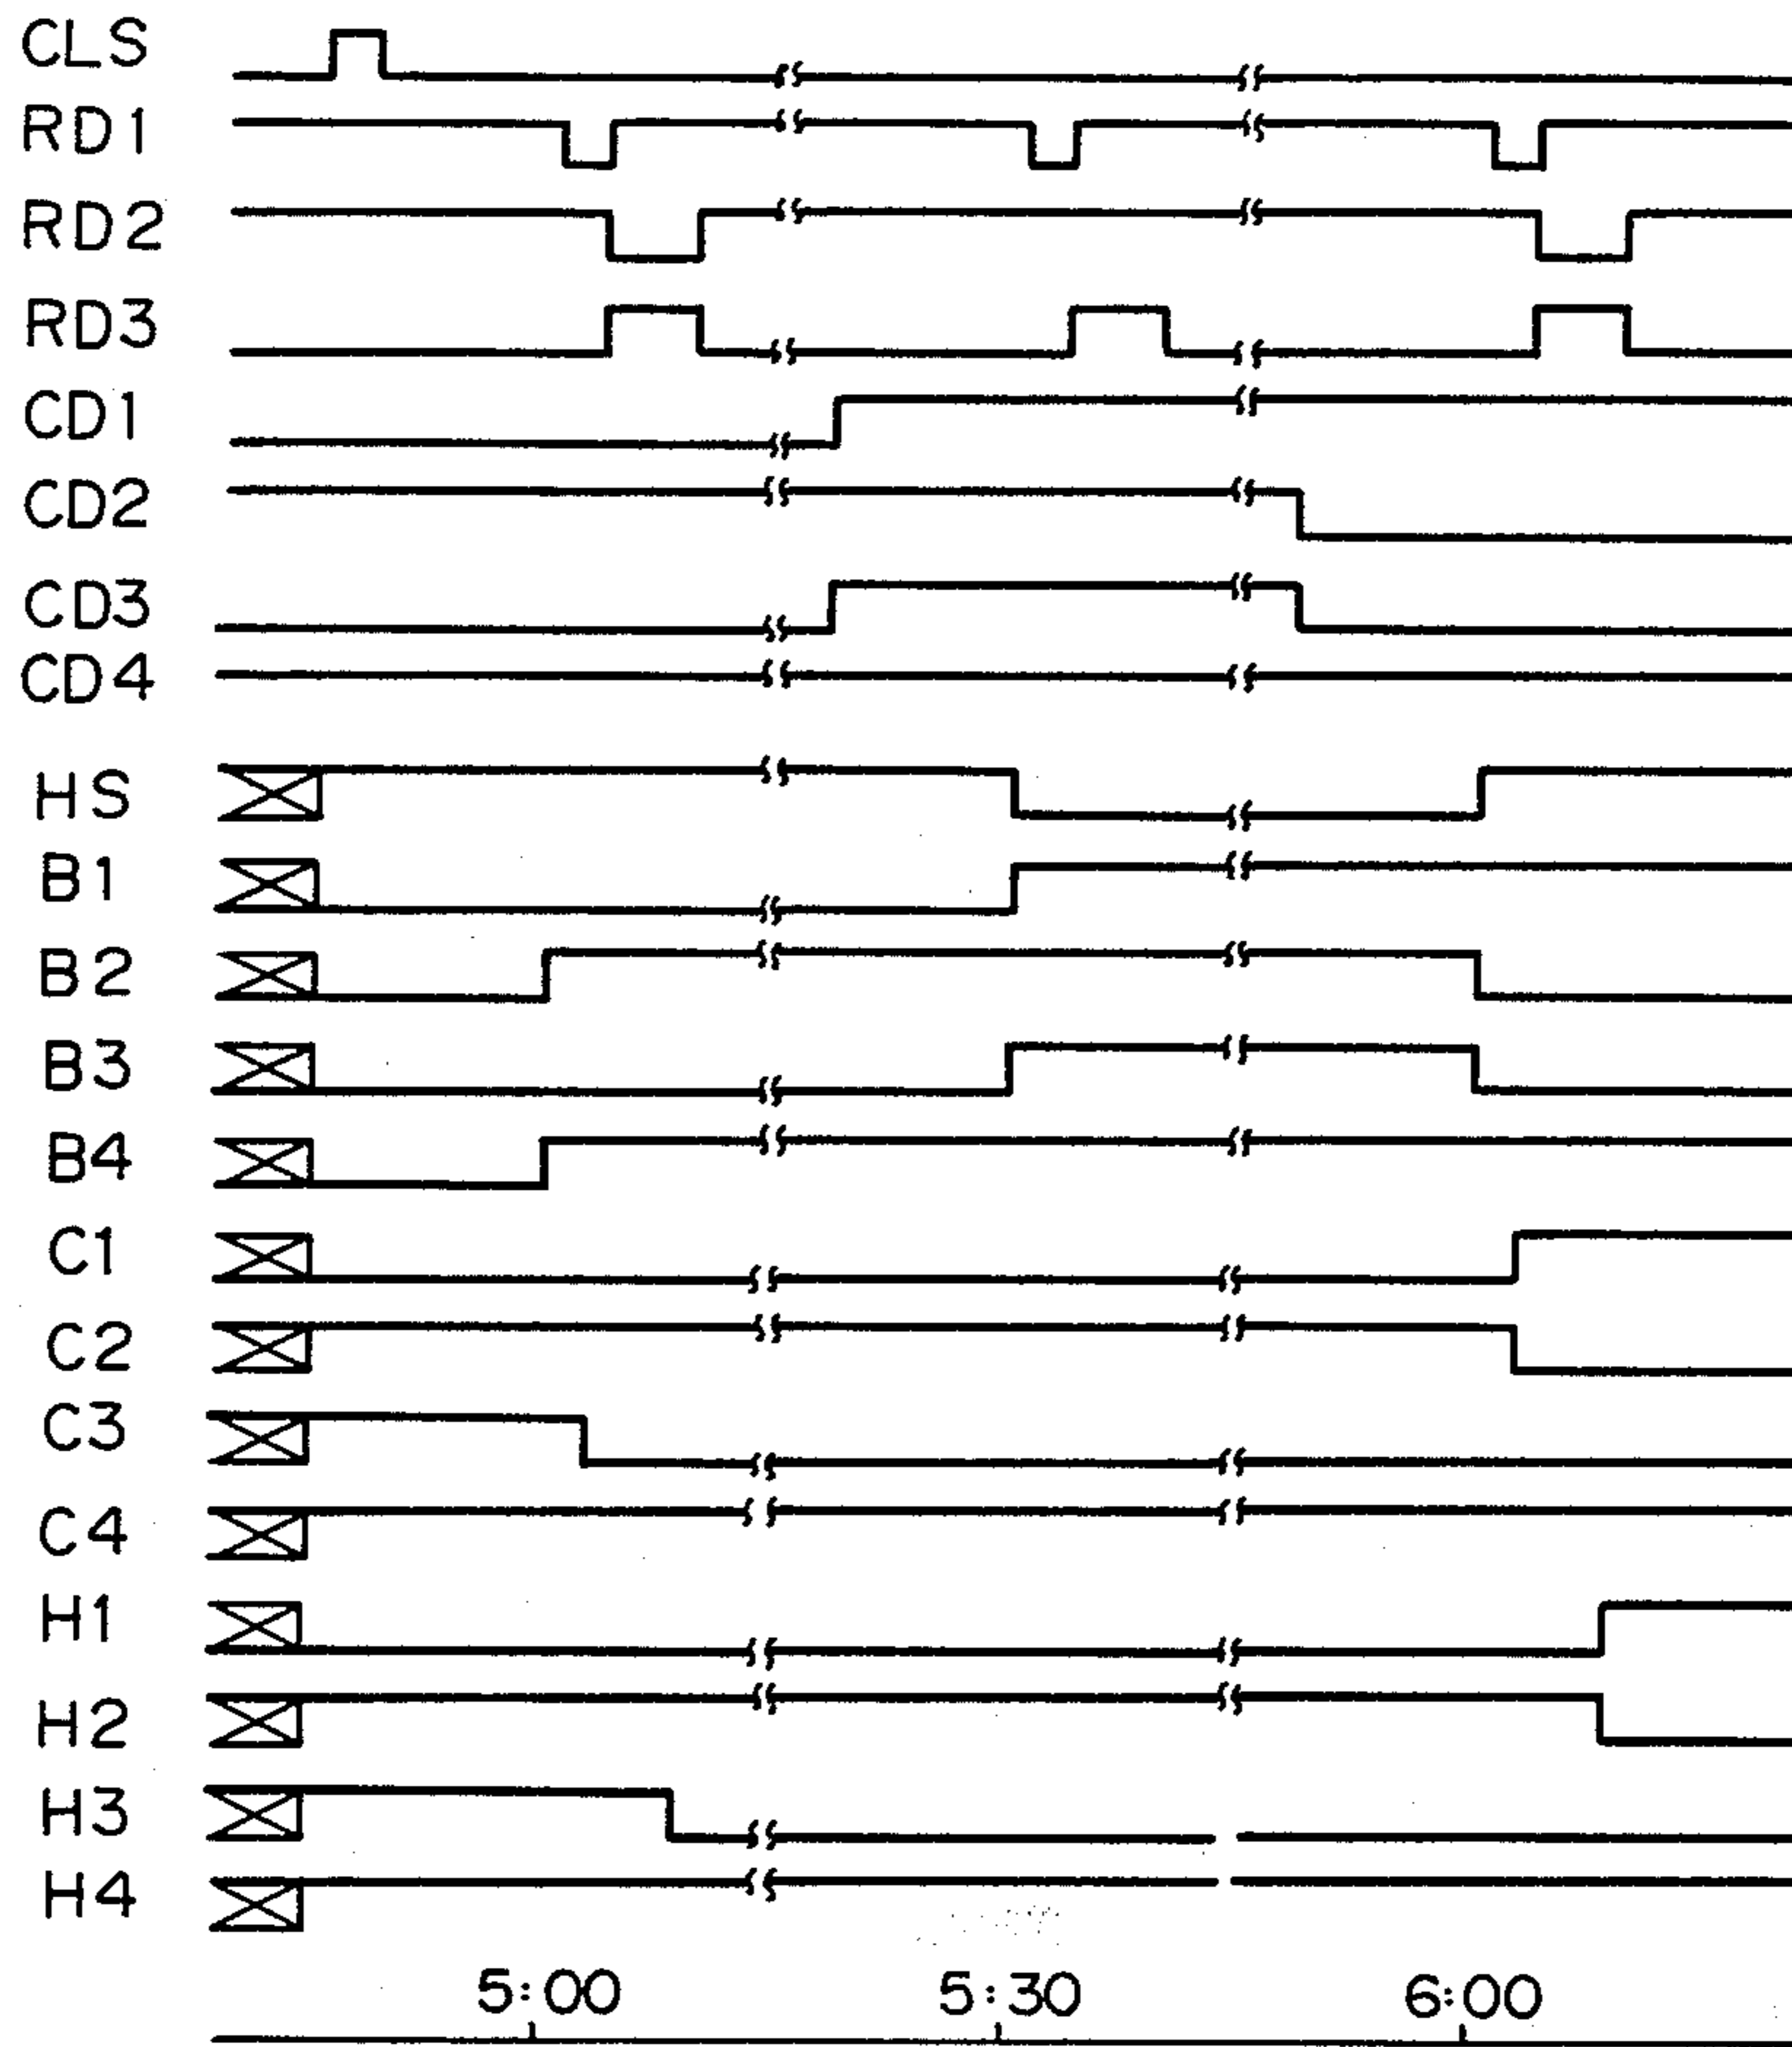 CLS
RD1
RD2
RD3
CD1
CD2
CD3
CD4
HS
B1
B2
B3
B4
C1
C2
C3
C4
H1
H2
H3
H4
5:00 5:30 6:00